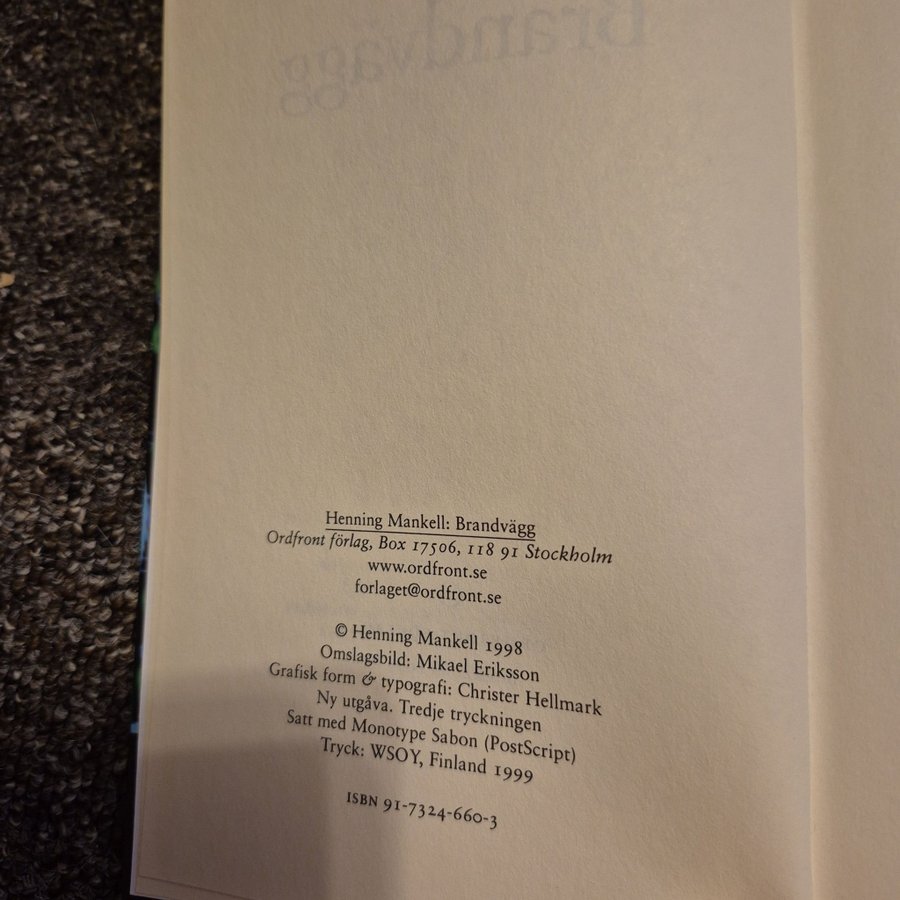 Brandvägg
Henning Mankell: Brandvägg
Ordfront förlag, Box 17506, 118 91 Stockholm
www.ordfront.se
forlaget@ordfront.se
© Henning Mankell 1998
Omslagsbild: Mikael Eriksson
Grafisk form & typografi: Christer Hellmark
Ny utgåva. Tredje tryckningen
Satt med Monotype Sabon (PostScript)
Tryck: WSOY, Finland 1999
ISBN 91-7324-660-3